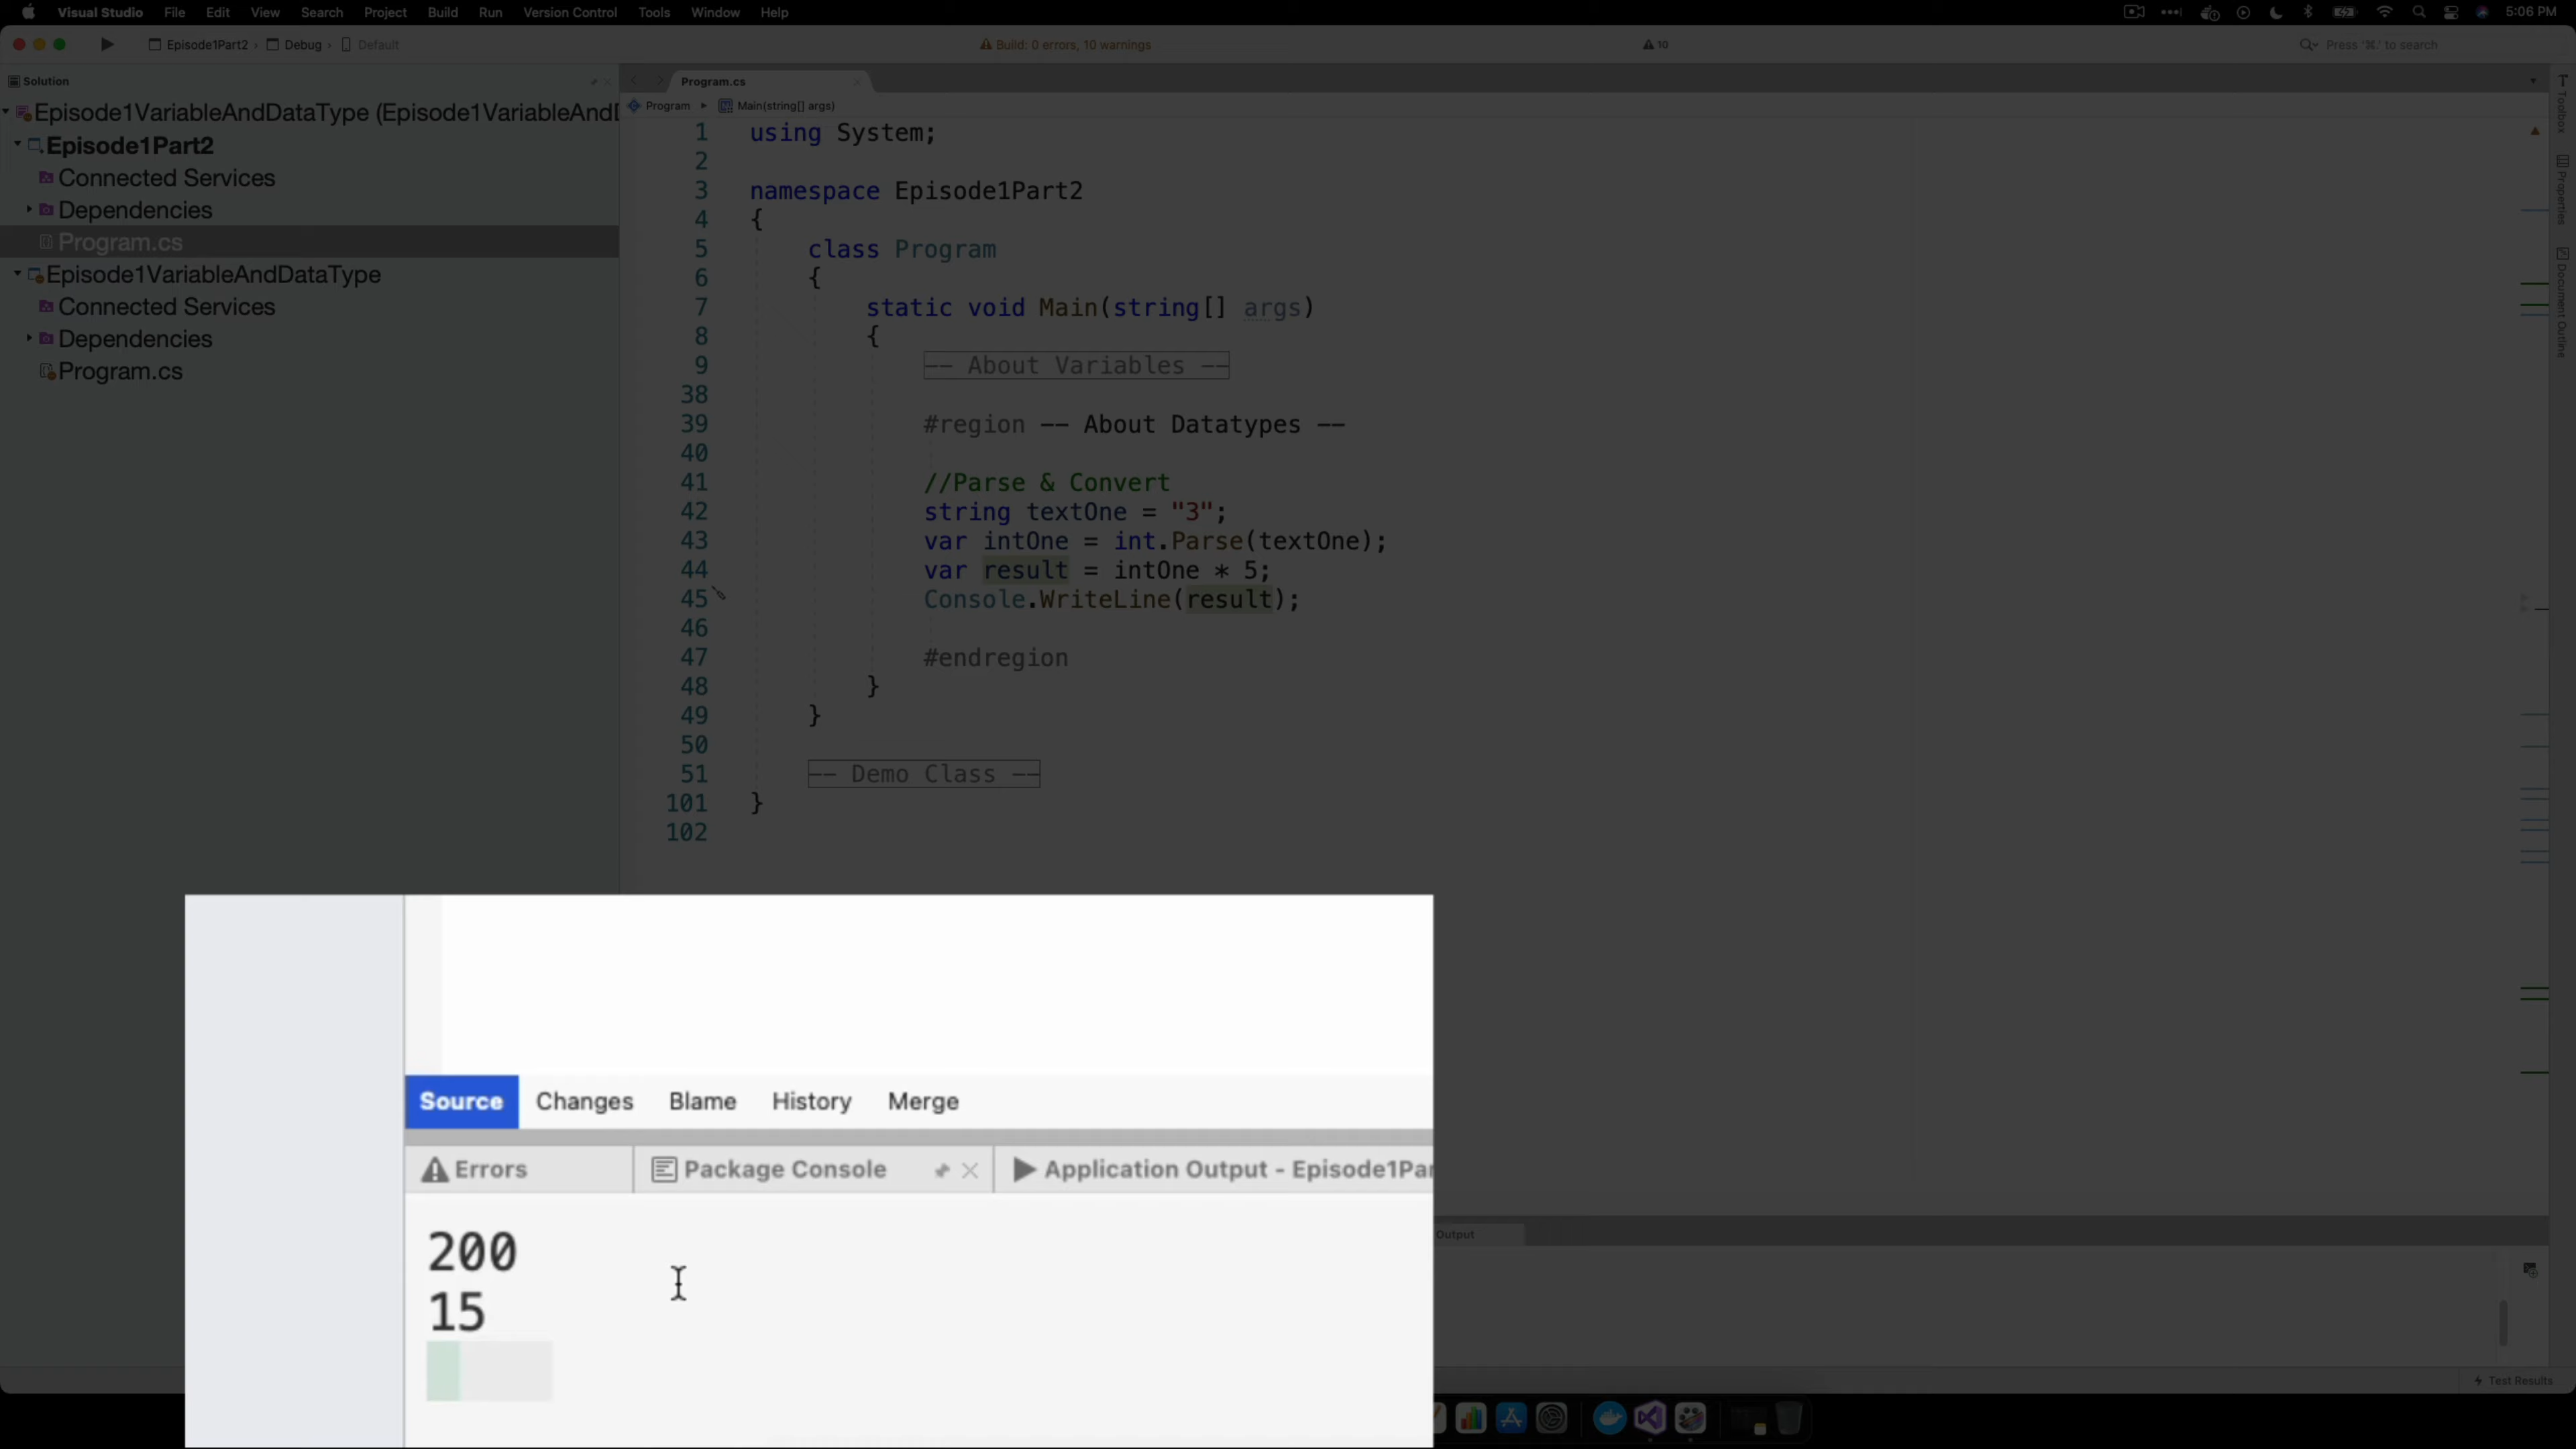 Visual Studio File Edit View Search Project Build Run Version Control Tools Window Help 5:06 PM
Episode1Part2 › Debug › Default
Build: 0 errors, 10 warnings
10
Press '⌘.' to search
Solution
Program.cs
Program ▸ Main(string[] args)
Episode1VariableAndDataType (Episode1VariableAndD
Episode1Part2
Connected Services
Dependencies
Program.cs
Episode1VariableAndDataType
Connected Services
Dependencies
Program.cs
1 using System;
2
3 namespace Episode1Part2
4 {
5 class Program
6 {
7 static void Main(string[] args)
8 {
9 -- About Variables --
38
39 #region -- About Datatypes --
40
41 //Parse & Convert
42 string textOne = "3";
43 var intOne = int.Parse(textOne);
44 var result = intOne * 5;
45 Console.WriteLine(result);
46
47 #endregion
48 }
49 }
50
51 -- Demo Class --
101 }
102
Toolbox
Properties
Document Outline
Source Changes Blame History Merge
Errors Package Console Application Output - Episode1Par
Output
200
15
Test Results